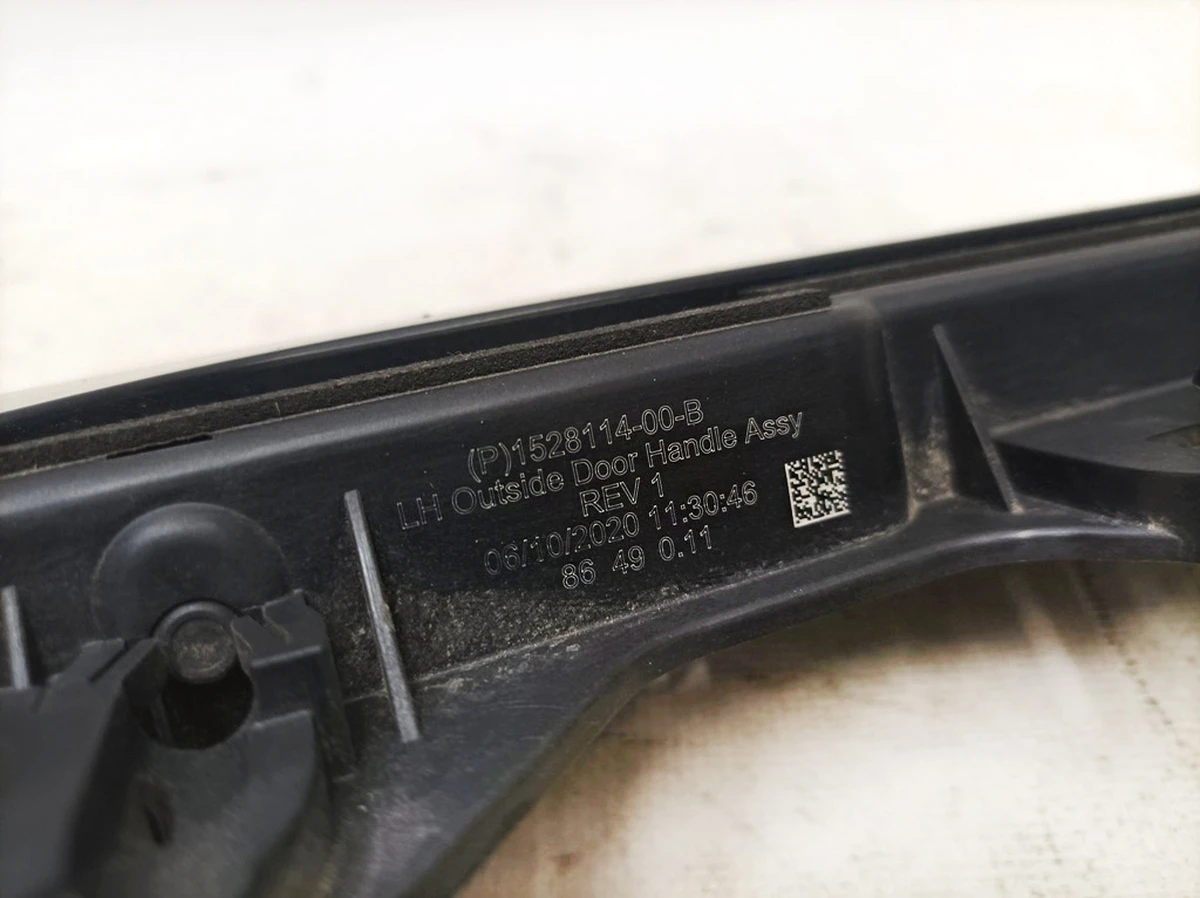 (P)1528114-00-B
LH Outside Door Handle Assy
REV 1
06/10/2020 11:30:46
86 49 0.11